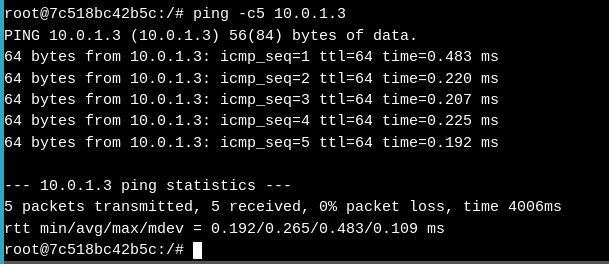 root@7c518bc42b5c:/# ping -c5 10.0.1.3
PING 10.0.1.3 (10.0.1.3) 56(84) bytes of data.
64 bytes from 10.0.1.3: icmp_seq=1 ttl=64 time=0.483 ms
64 bytes from 10.0.1.3: icmp_seq=2 ttl=64 time=0.220 ms
64 bytes from 10.0.1.3: icmp_seq=3 ttl=64 time=0.207 ms
64 bytes from 10.0.1.3: icmp_seq=4 ttl=64 time=0.225 ms
64 bytes from 10.0.1.3: icmp_seq=5 ttl=64 time=0.192 ms
--- 10.0.1.3 ping statistics ---
5 packets transmitted, 5 received, 0% packet loss, time 4006ms
rtt min/avg/max/mdev = 0.192/0.265/0.483/0.109 ms
root@7c518bc42b5c:/#